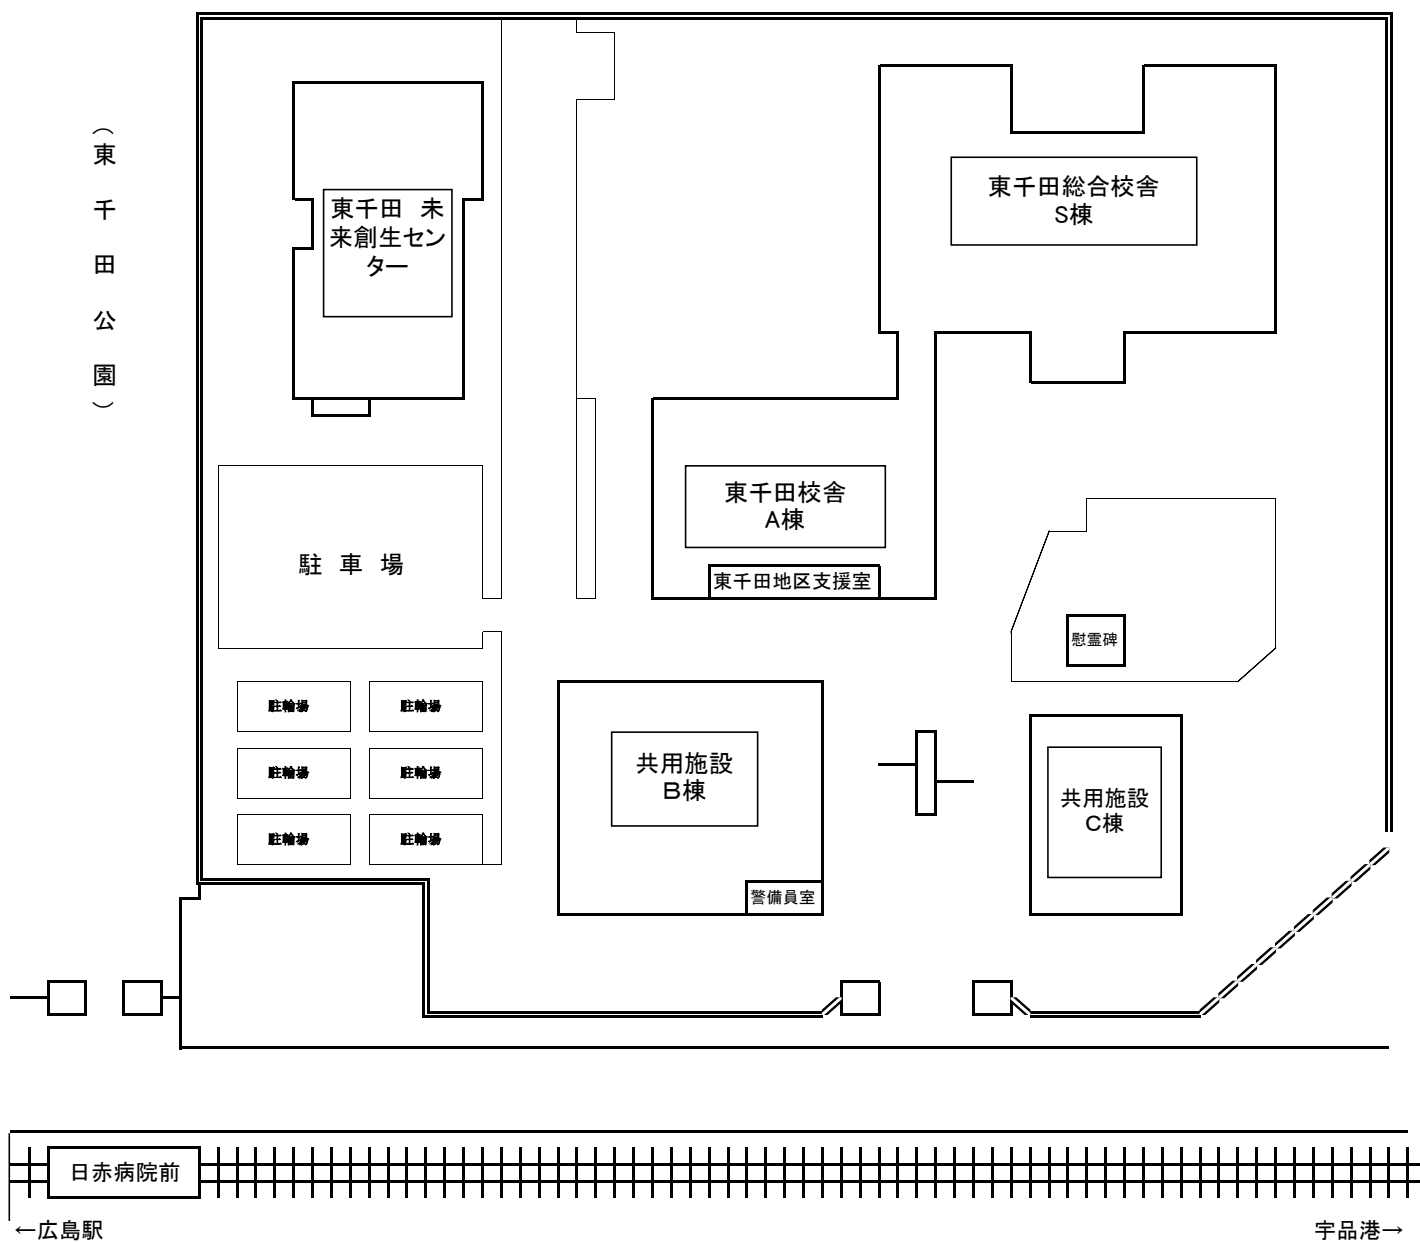 （東千田公園）
東千田　未
来創生セン
ター
東千田総合校舎
S棟
東千田校舎
A棟
東千田地区支援室
駐　車　場
慰霊碑
駐輪場
駐輪場
駐輪場
駐輪場
駐輪場
駐輪場
共用施設
B棟
警備員室
共用施設
C棟
日赤病院前
←広島駅
宇品港→